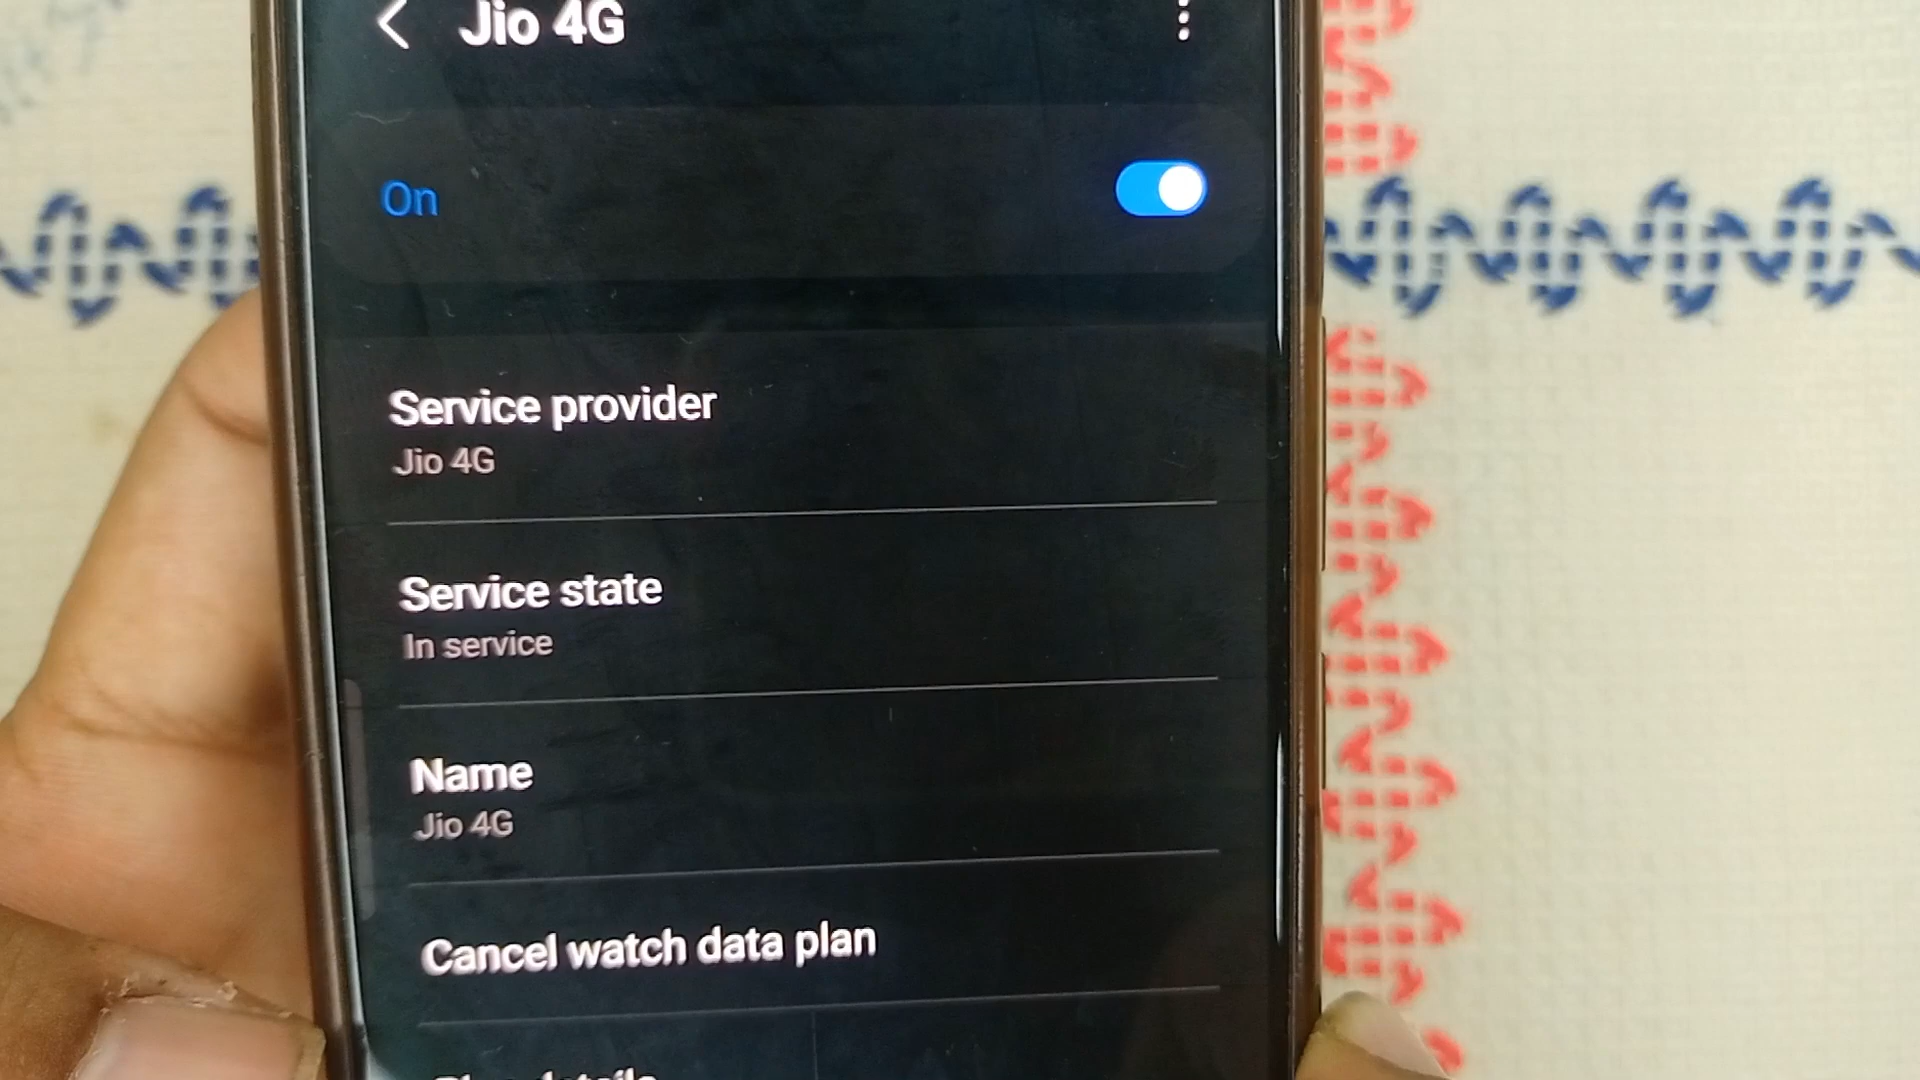 Jio 4G
On
Service provider
Jio 4G
Service state
In service
Name
Jio 4G
Cancel watch data plan